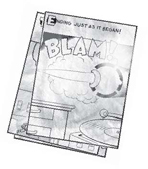 ENDING JUST AS IT BEGAN!
BLAM!